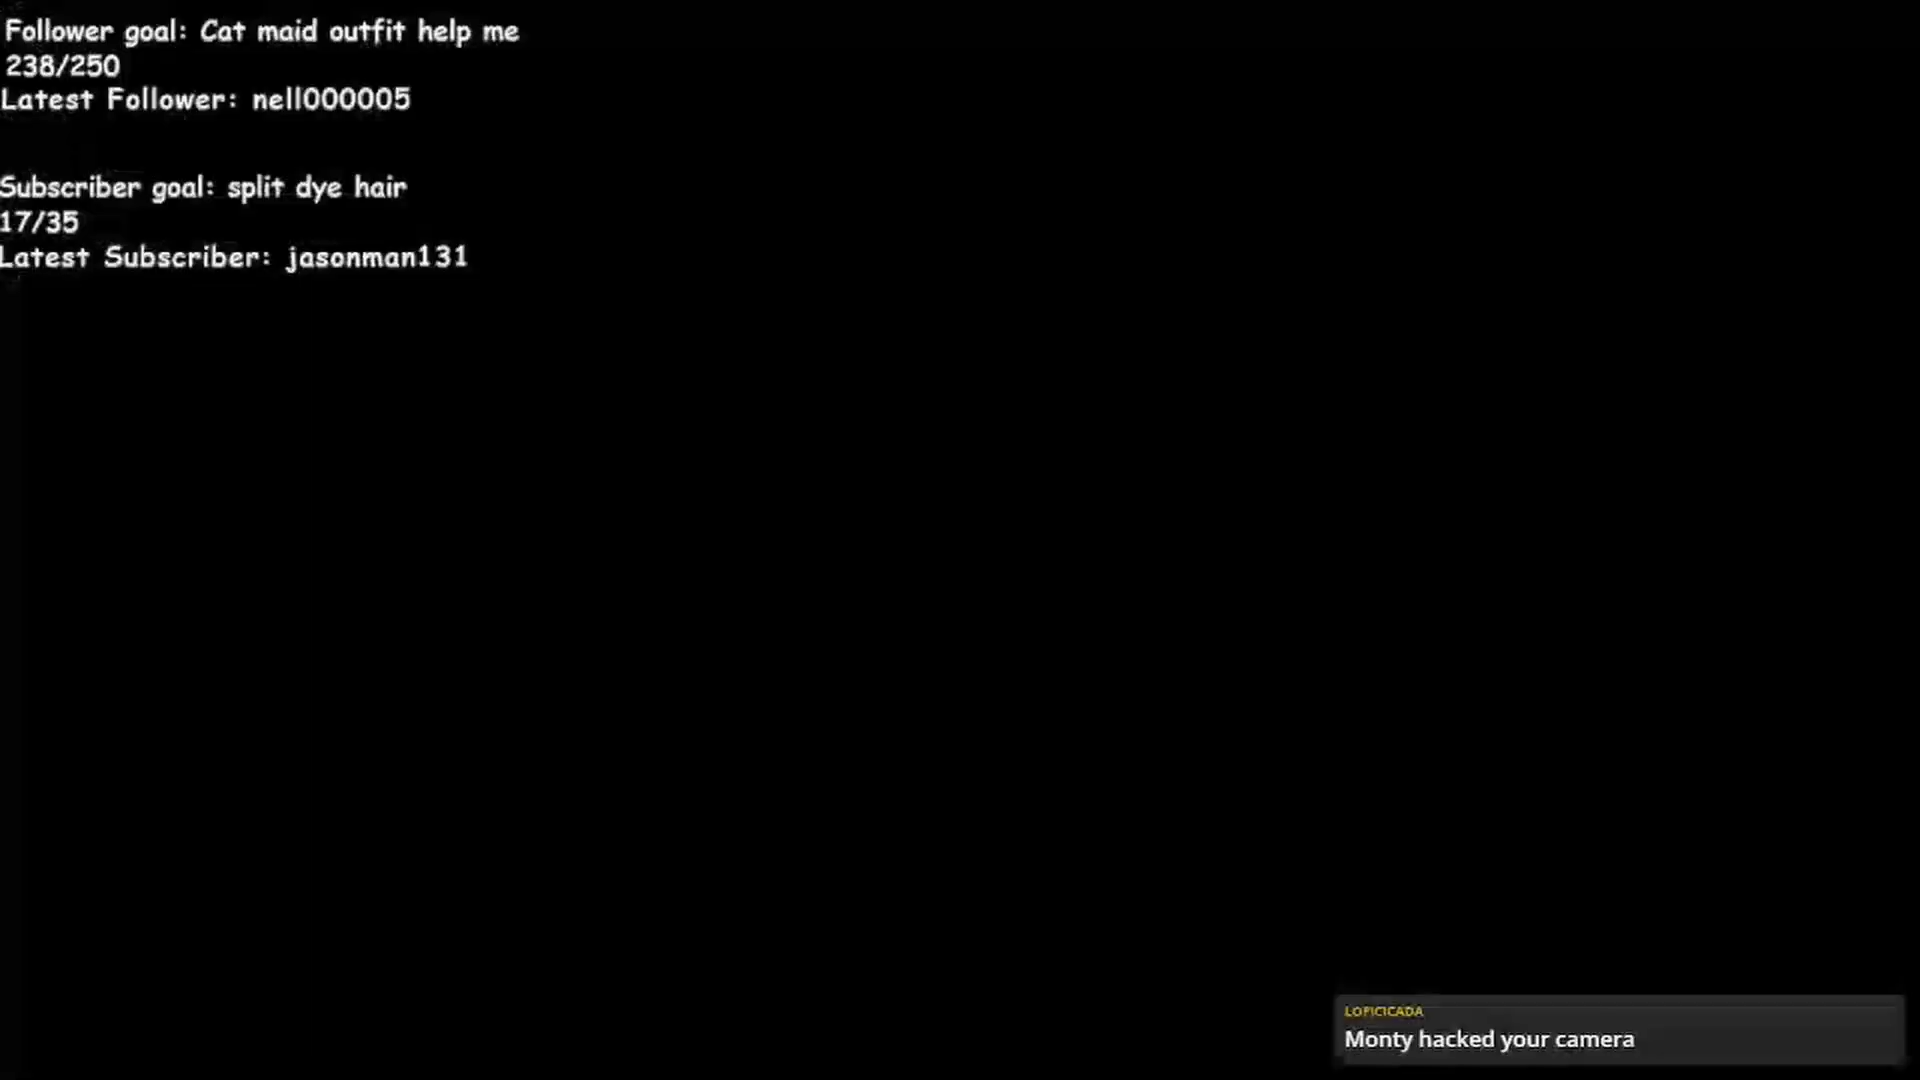 Follower goal: Cat maid outfit help me
238/250
Latest Follower: nell000005
Subscriber goal: split dye hair
17/35
Latest Subscriber: jasonman131
LOFICICADA
Monty hacked your camera